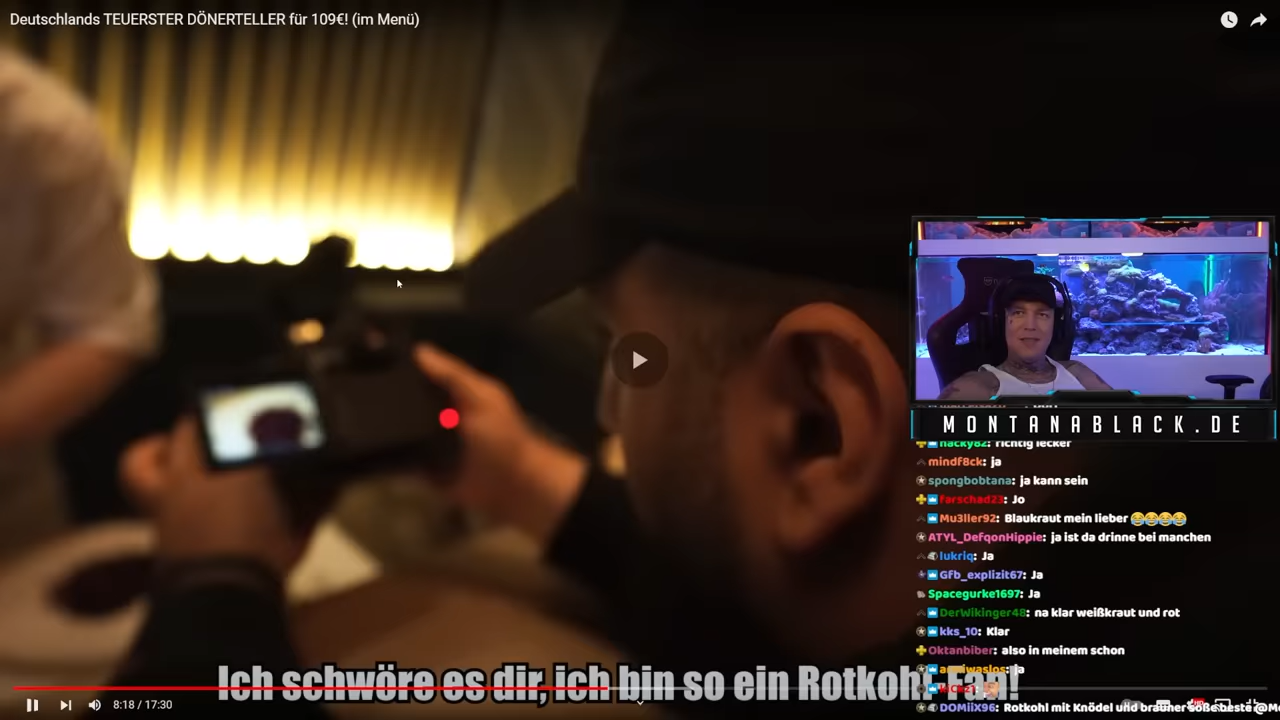 Deutschlands TEUERSTER DÖNERTELLER für 109€! (im Menü)
MONTANABLACK.DE
nacky82: richtig lecker
mindf8ck: ja
spongbobtana: ja kann sein
farschad23: Jo
Mu3ller92: Blaukraut mein lieber 😂😂😂😂
ATYL_DefqonHippie: ja ist da drinne bei manchen
lukriq: Ja
Gfb_explizit67: Ja
Spacegurke1697: Ja
DerWikinger48: na klar weißkraut und rot
kks_10: Klar
Oktanbiber: also in meinem schon
ja
DOMiiX96: Rotkohl mit Knödel und brauner soße beste @M
Ich schwöre es dir, ich bin so ein Rotkohl Fan!
8:18 / 17:30